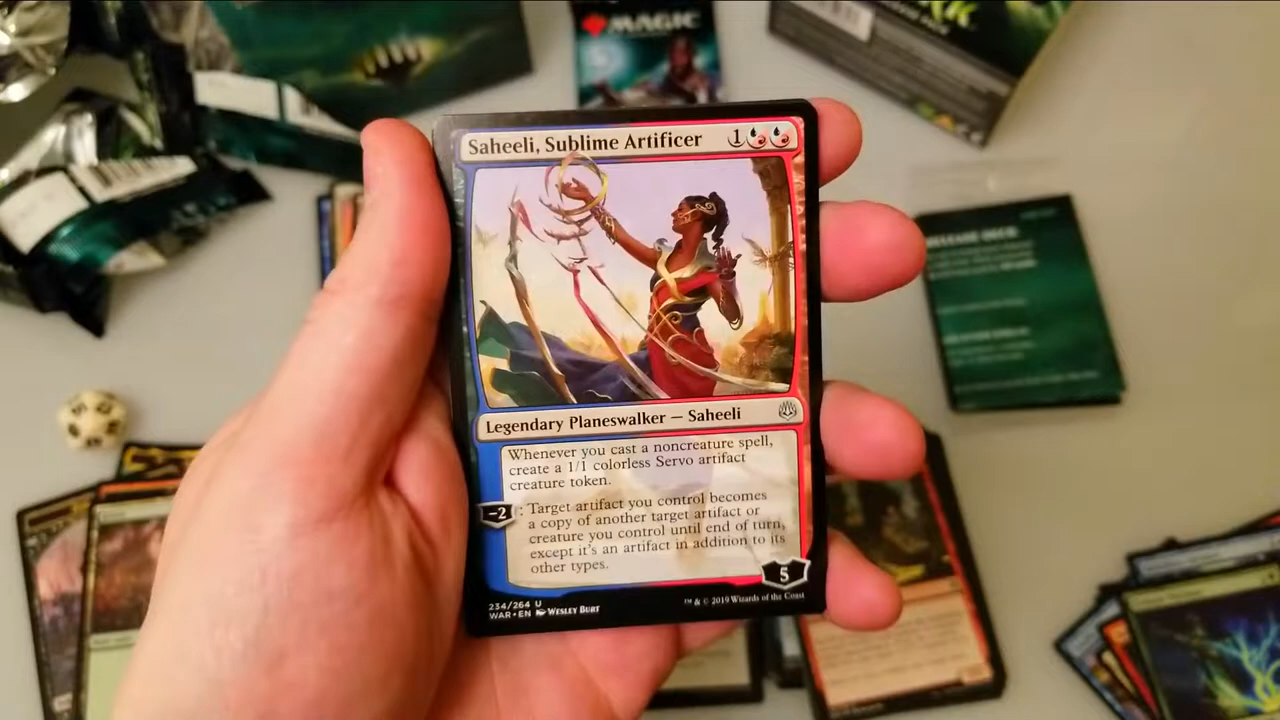 MAGIC
Saheeli, Sublime Artificer 1
Legendary Planeswalker — Saheeli
Whenever you cast a noncreature spell,
create a 1/1 colorless Servo artifact
creature token.
-2: Target artifact you control becomes
a copy of another target artifact or
creature you control until end of turn,
except it's an artifact in addition to its
other types.
5
234/264 U
WAR • EN Wesley Burt
™ & © 2019 Wizards of the Coast